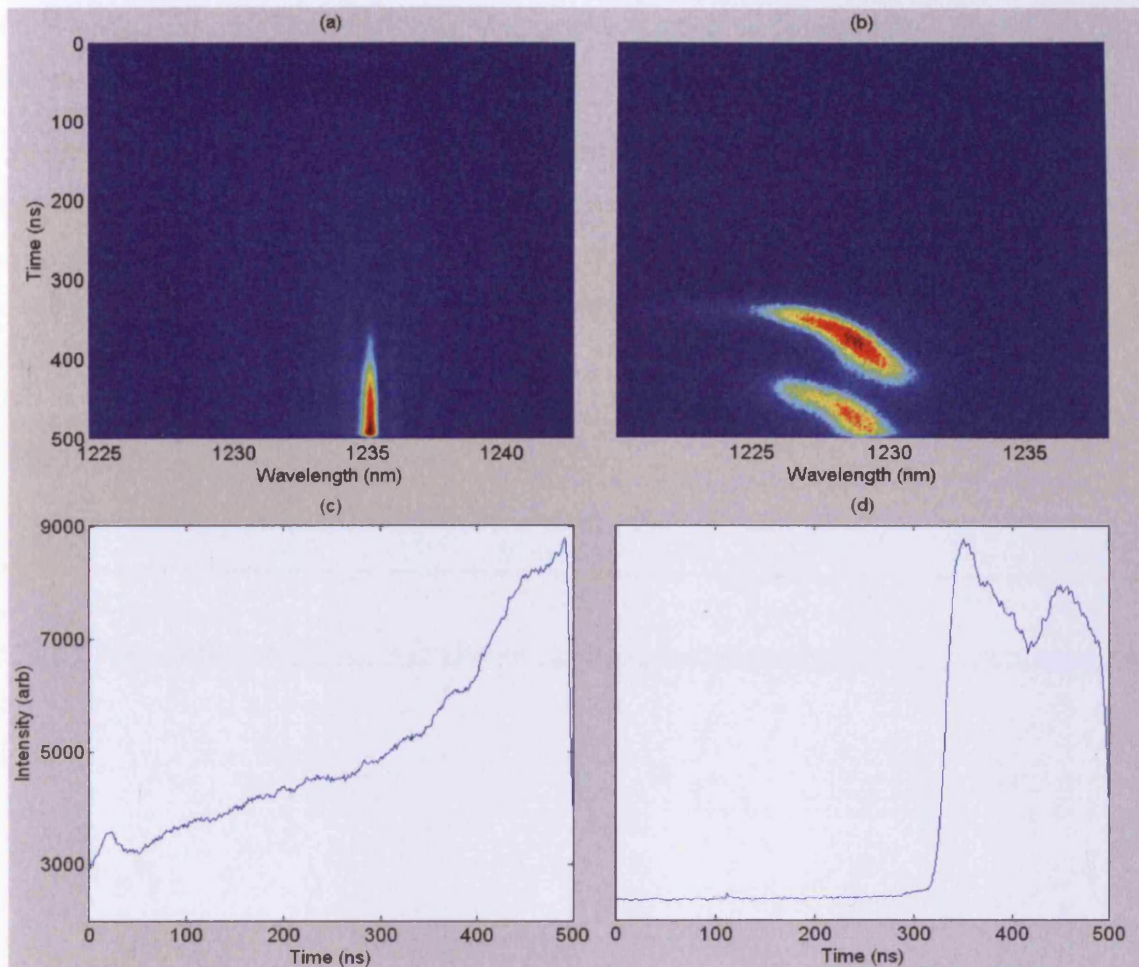 (a)
(b)
0
100
200
300
400
500
Time (ns)
1225 1230 1235 1240
Wavelength (nm)
1225 1230 1235
Wavelength (nm)
(c)
(d)
9000
7000
5000
3000
Intensity (arb)
0 100 200 300 400 500
Time (ns)
0 100 200 300 400 500
Time (ns)